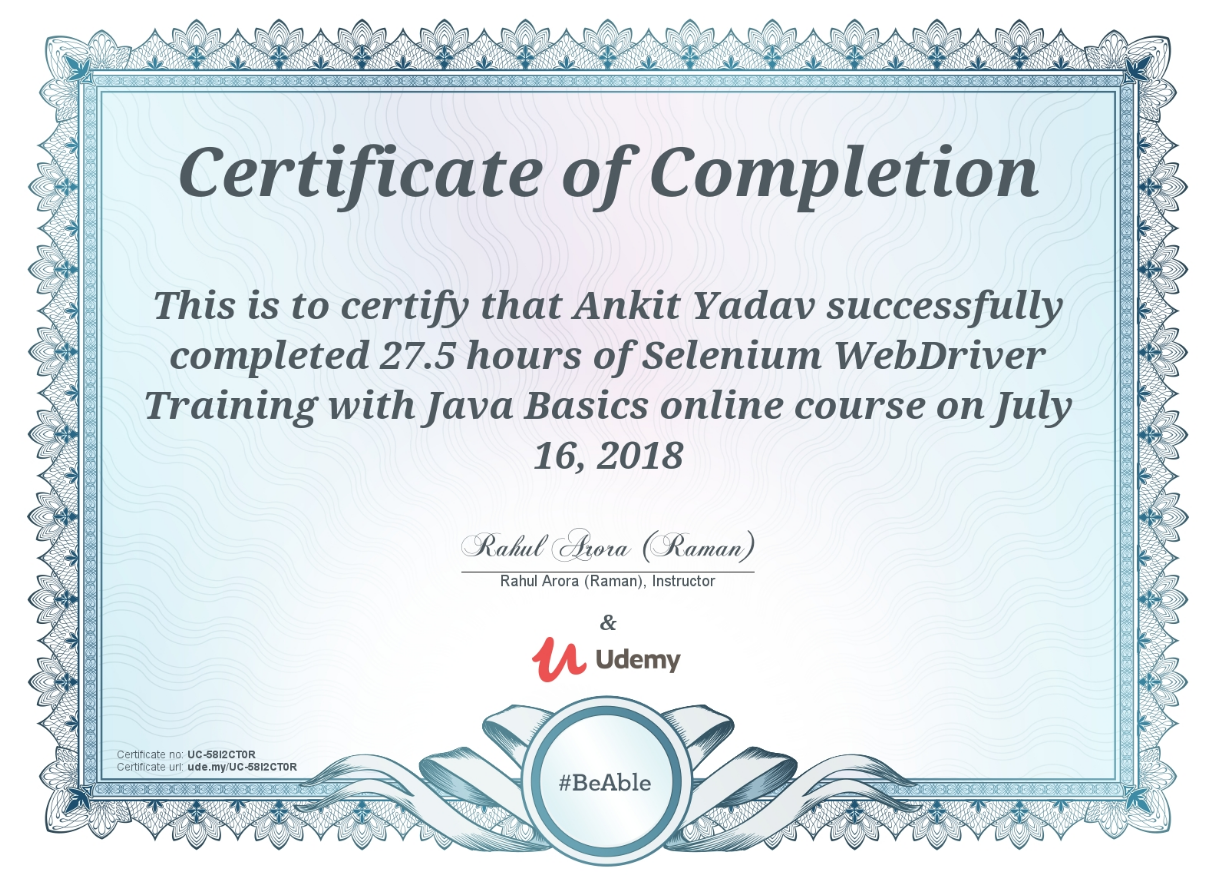 Certificate of Completion
This is to certify that Ankit Yadav successfully
completed 27.5 hours of Selenium WebDriver
Training with Java Basics online course on July
16, 2018
Rahul Arora (Raman)
Rahul Arora (Raman), Instructor
&
Udemy
Certificate no: UC-58I2CT0R
Certificate url: ude.my/UC-58I2CT0R
#BeAble